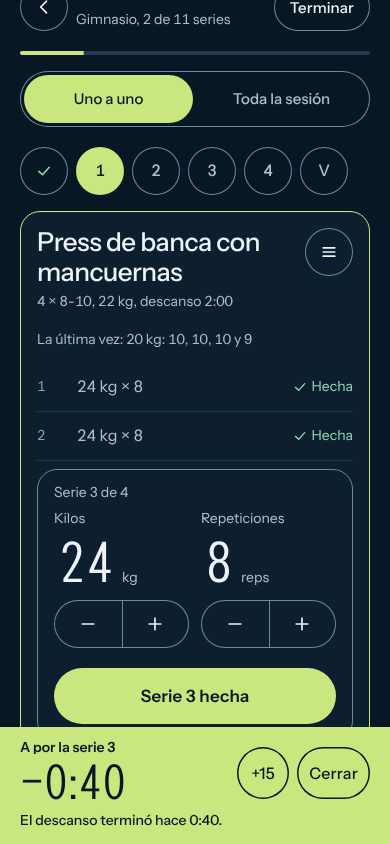 Gimnasio, 2 de 11 series
Terminar
Uno a uno
Toda la sesión
1
2
3
4
V
Press de banca con
mancuernas
4 × 8-10, 22 kg, descanso 2:00
La última vez: 20 kg: 10, 10, 10 y 9
1 24 kg × 8 Hecha
2 24 kg × 8 Hecha
Serie 3 de 4
Kilos Repeticiones
24 kg 8 reps
− + − +
Serie 3 hecha
A por la serie 3
−0:40
+15
Cerrar
El descanso terminó hace 0:40.